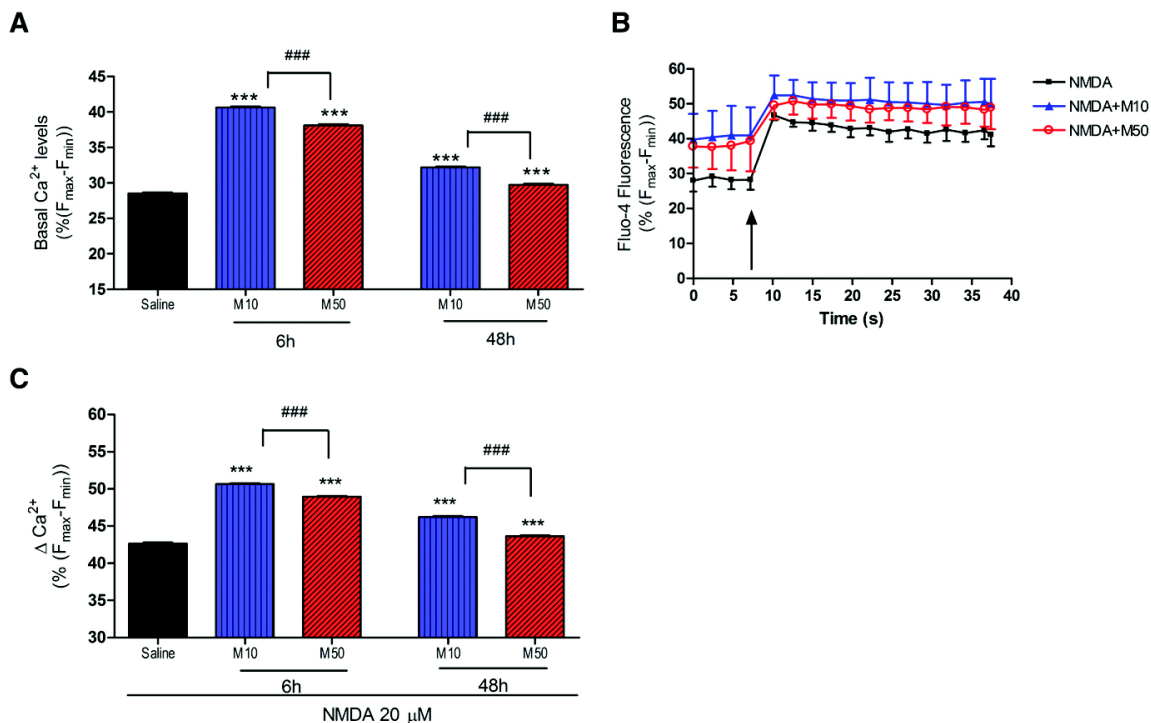 A
Basal Ca²⁺ levels
(%(Fmax-Fmin))
45
40
35
30
25
20
15
###
***
***
###
***
***
Saline
M10
M50
M10
M50
6h
48h
B
Fluo-4 Fluorescence
(% (Fmax-Fmin))
60
50
40
30
20
10
0
0 5 10 15 20 25 30 35 40
Time (s)
NMDA
NMDA+M10
NMDA+M50
C
Δ Ca²⁺
(% (Fmax-Fmin))
60
55
50
45
40
35
30
###
***
***
###
***
***
Saline
M10
M50
M10
M50
6h
48h
NMDA 20 μM